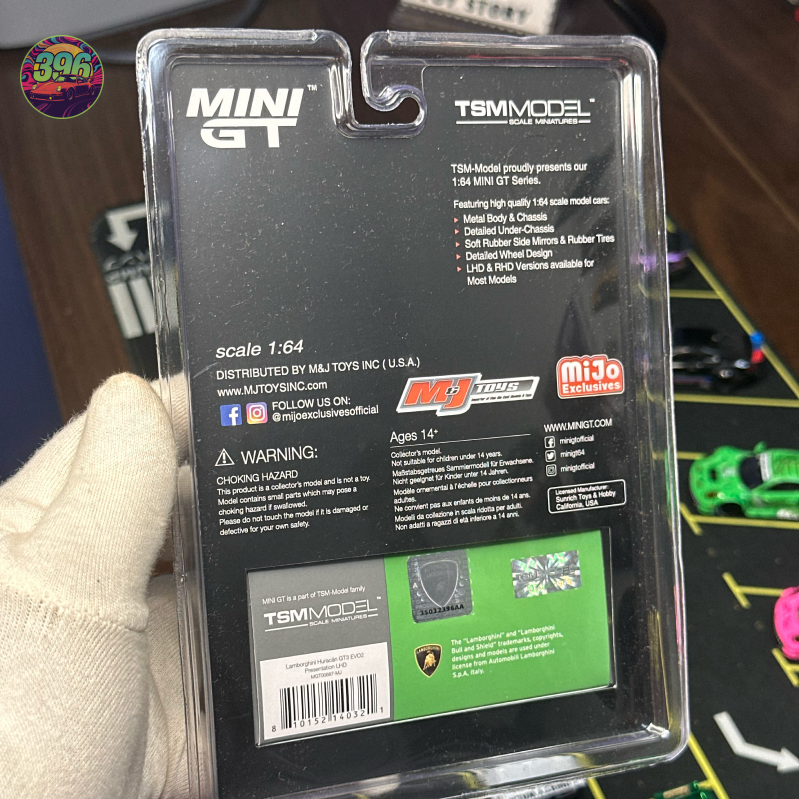 TOY STORY
396
MINI GT™
TSMMODEL™
SCALE MINIATURES
TSM-Model proudly presents our
1:64 MINI GT Series.
Featuring high quality 1:64 scale model cars:
Metal Body & Chassis
Detailed Under-Chassis
Soft Rubber Side Mirrors & Rubber Tires
Detailed Wheel Design
LHD & RHD Versions available for
Most Models
scale 1:64
DISTRIBUTED BY M&J TOYS INC ( U.S.A.)
www.MJTOYSINC.com
FOLLOW US ON:
@mijoexclusivesofficial
M&J TOYS
MiJo
Exclusives
WARNING:
CHOKING HAZARD
This product is a collector's model and is not a toy.
Model contains small parts which may pose a
choking hazard if swallowed.
Please do not touch the model if it is damaged or
defective for your own safety.
Ages 14+
Collector's model.
Not suitable for children under 14 years.
Maßstabsgetreues Sammlermodell für Erwachsene.
Nicht geeignet für Kinder unter 14 Jahren.
Modèle ornemental à l'échelle pour collectionneurs
adultes.
Ne convient pas aux enfants de moins de 14 ans.
Modelli da collezione in scala ridotta per adulti.
Non adatti a ragazzi di età inferiore a 14 anni.
WWW.MINIGT.COM
minigtofficial
minigt64
minigtofficial
Licensed Manufacturer:
Sunrich Toys & Hobby
California, USA
MINI GT is a part of TSM-Model family
TSMMODEL™
SCALE MINIATURES
Lamborghini Huracán GT3 EVO2
Presentation LHD
MGT00687-MJ
8 10152 14032 1
35032396AA
LAMBORGHINI
The "Lamborghini" and "Lamborghini
Bull and Shield" trademarks, copyrights,
designs and models are used under
license from Automobili Lamborghini
S.p.A, Italy.